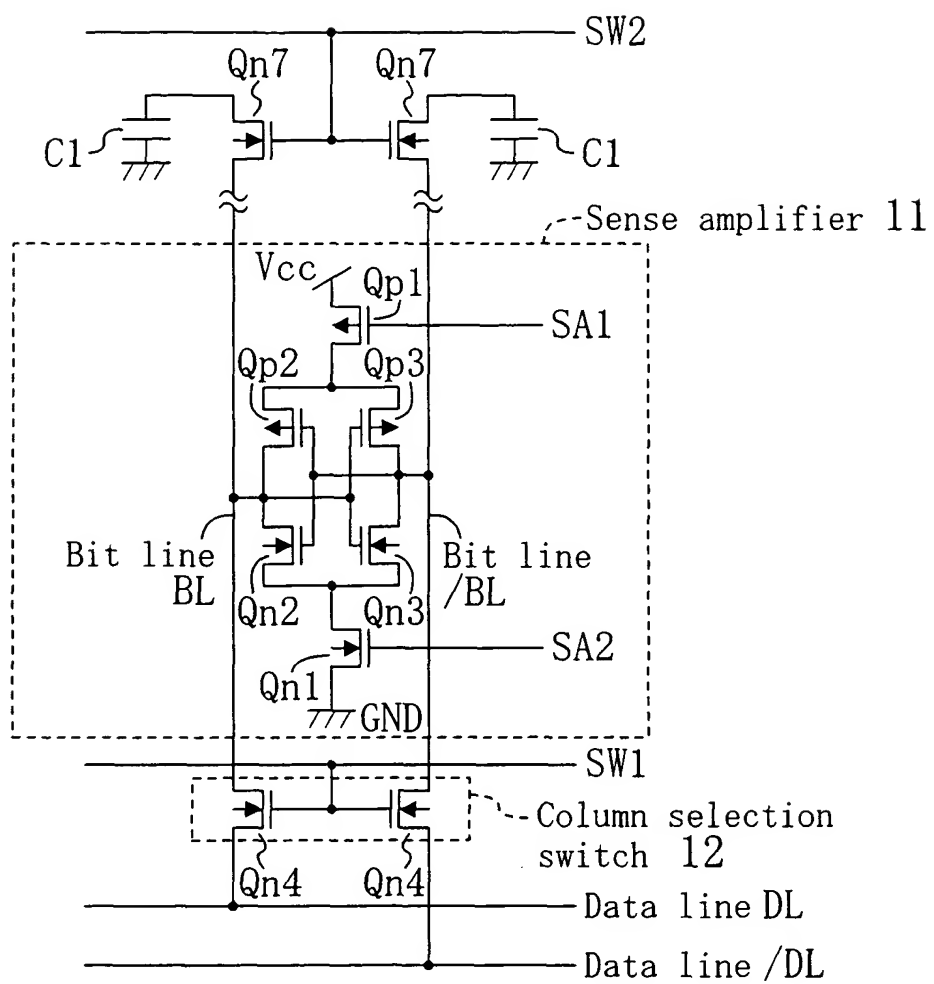 SW2
Qn7 Qn7
C1 C1
Sense amplifier 11
Vcc
Qp1
SA1
Qp2 Qp3
Bit line
BL
Bit line
/BL
Qn2 Qn3
SA2
Qn1
GND
SW1
Column selection
switch 12
Qn4 Qn4
Data line DL
Data line /DL